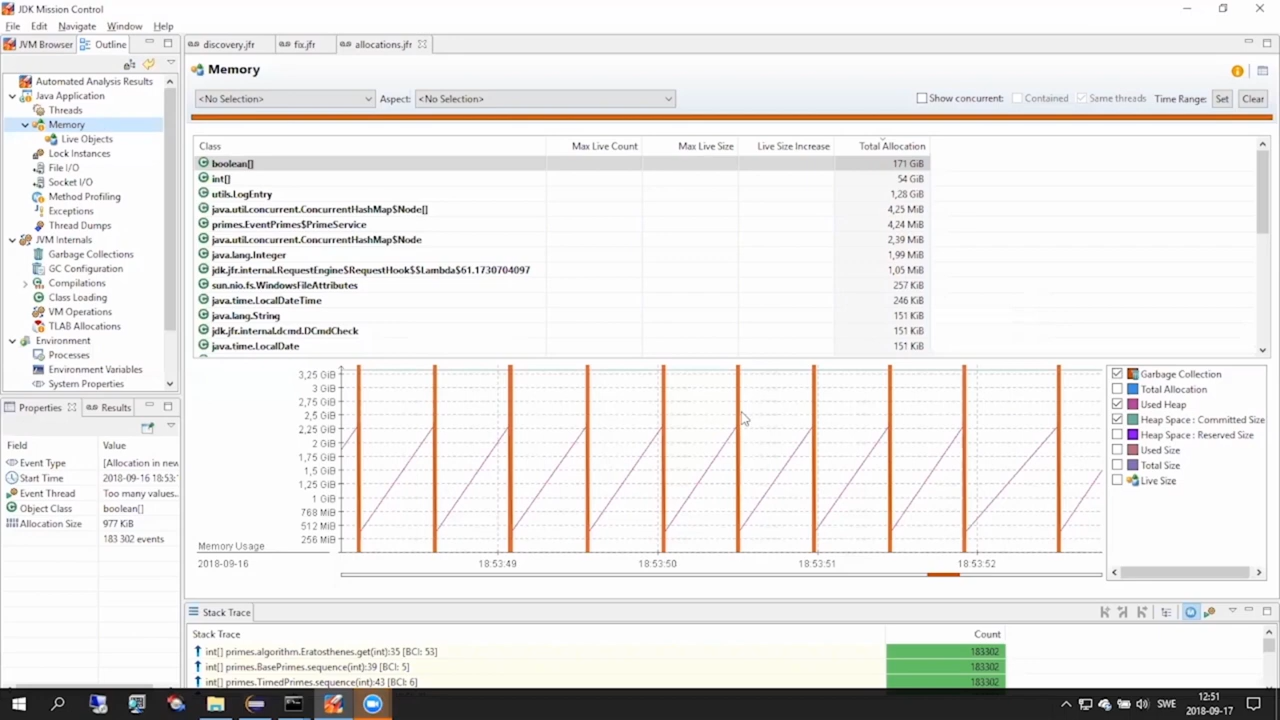 JDK Mission Control
File Edit Navigate Window Help
JVM Browser Outline
discovery.jfr fix.jfr allocations.jfr
Memory
<No Selection> Aspect: <No Selection> Show concurrent: Contained Same threads Time Range: Set Clear
Automated Analysis Results
Java Application
Threads
Memory
Live Objects
Lock Instances
File I/O
Socket I/O
Method Profiling
Exceptions
Thread Dumps
JVM Internals
Garbage Collections
GC Configuration
Compilations
Class Loading
VM Operations
TLAB Allocations
Environment
Processes
Environment Variables
System Properties
Class Max Live Count Max Live Size Live Size Increase Total Allocation
boolean[] 171 GiB
int[] 54 GiB
utils.LogEntry 1,28 GiB
java.util.concurrent.ConcurrentHashMap$Node[] 4,25 MiB
primes.EventPrimes$PrimeService 4,24 MiB
java.util.concurrent.ConcurrentHashMap$Node 2,39 MiB
java.lang.Integer 1,99 MiB
jdk.jfr.internal.RequestEngine$RequestHook$$Lambda$61.1730704097 1,05 MiB
sun.nio.fs.WindowsFileAttributes 257 KiB
java.time.LocalDateTime 246 KiB
java.lang.String 151 KiB
jdk.jfr.internal.dcmd.DCmdCheck 151 KiB
java.time.LocalDate 151 KiB
3,25 GiB
3 GiB
2,75 GiB
2,5 GiB
2,25 GiB
2 GiB
1,75 GiB
1,5 GiB
1,25 GiB
1 GiB
768 MiB
512 MiB
256 MiB
Memory Usage
2018-09-16 18:53:49 18:53:50 18:53:51 18:53:52
Garbage Collection
Total Allocation
Used Heap
Heap Space : Committed Size
Heap Space : Reserved Size
Used Size
Total Size
Live Size
Properties Results
Field Value
Event Type [Allocation in new
Start Time 2018-09-16 18:53:
Event Thread Too many values..
Object Class boolean[]
Allocation Size 977 KiB
183 302 events
Stack Trace
Stack Trace Count
int[] primes.algorithm.Eratosthenes.get(int):35 [BCI: 53] 183302
int[] primes.BasePrimes.sequence(int):39 [BCI: 5] 183302
int[] primes.TimedPrimes.sequence(int):43 [BCI: 6] 183302
SWE 12:51
2018-09-17